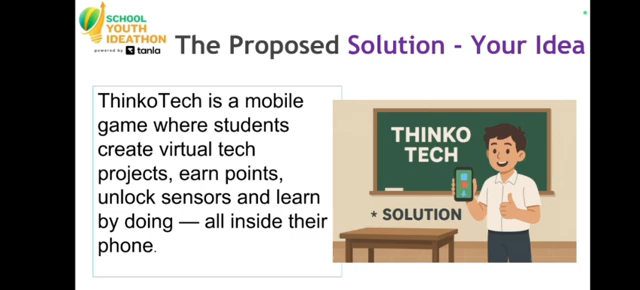 SCHOOL
YOUTH
IDEATHON
powered by tanla
The Proposed Solution - Your Idea
ThinkoTech is a mobile
game where students
create virtual tech
projects, earn points,
unlock sensors and learn
by doing — all inside their
phone.
THINKO
TECH
* SOLUTION